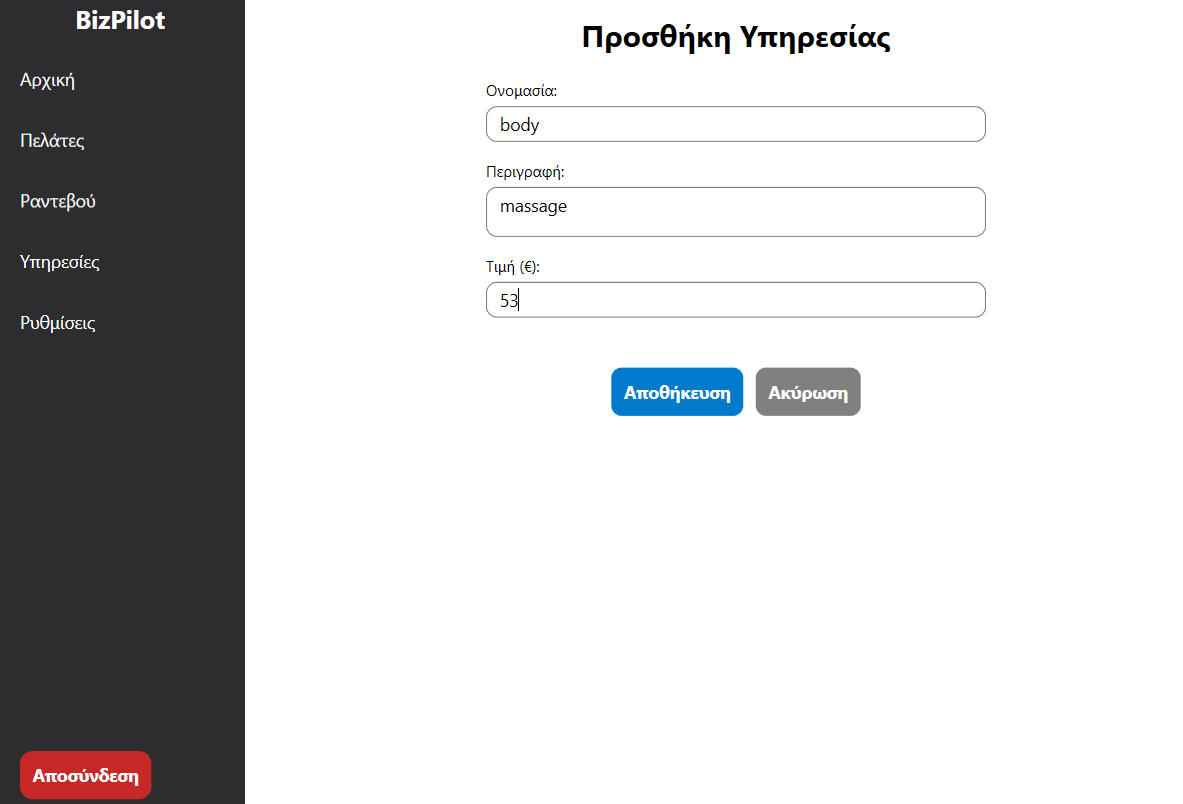 BizPilot
Αρχική
Πελάτες
Ραντεβού
Υπηρεσίες
Ρυθμίσεις
Αποσύνδεση
Προσθήκη Υπηρεσίας
Ονομασία:
body
Περιγραφή:
massage
Τιμή (€):
53
Αποθήκευση Ακύρωση